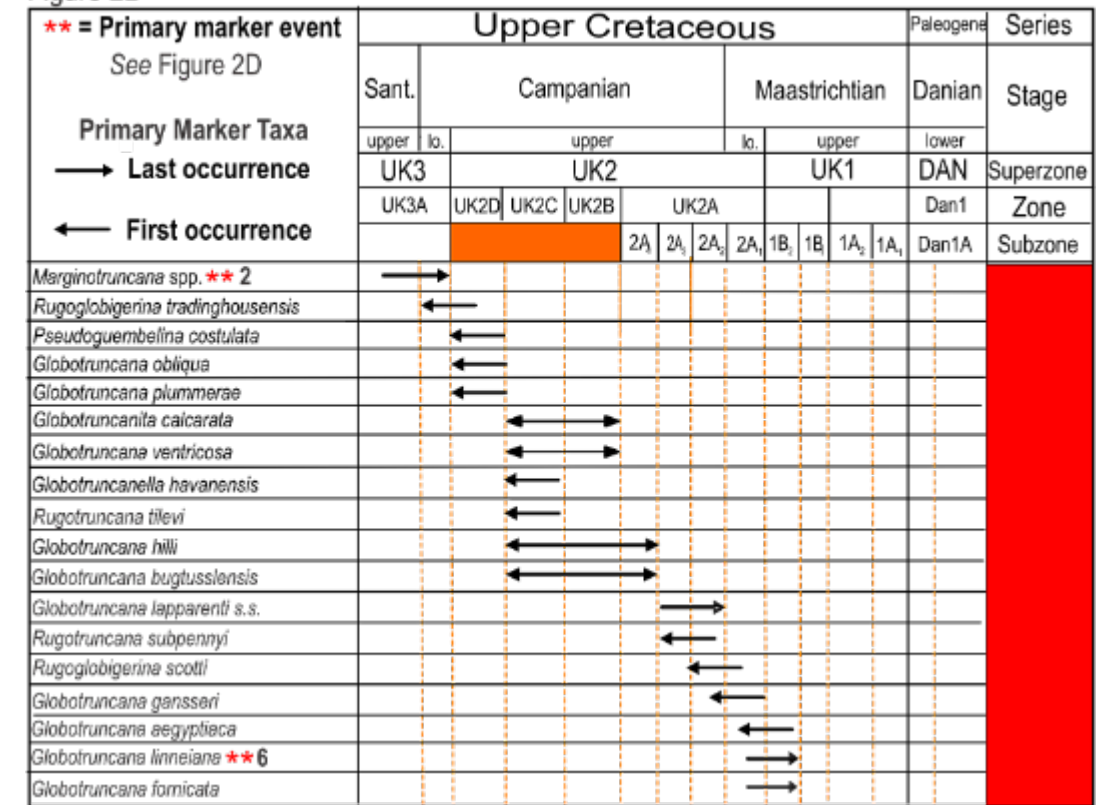 ** = Primary marker event
See Figure 2D
Primary Marker Taxa
Last occurrence
First occurrence
Upper Cretaceous Paleogene Series
Sant. Campanian Maastrichtian Danian Stage
upper lo. upper lo. upper lower
UK3 UK2 UK1 DAN Superzone
UK3A UK2D UK2C UK2B UK2A Dan1 Zone
2A 2A 2A 2A 1B 1B 1A₂ 1A₁ Dan1A Subzone
Marginotruncana spp. ** 2
Rugoglobigerina tradinghousensis
Pseudoguembelina costulata
Globotruncana obliqua
Globotruncana plummerae
Globotruncanita calcarata
Globotruncana ventricosa
Globotruncanella havanensis
Rugotruncana tilevi
Globotruncana hilli
Globotruncana bugtusslensis
Globotruncana lapparenti s.s.
Rugotruncana subpennyi
Rugoglobigerina scotti
Globotruncana gansseri
Globotruncana aegyptiaca
Globotruncana linneiana ** 6
Globotruncana fornicata